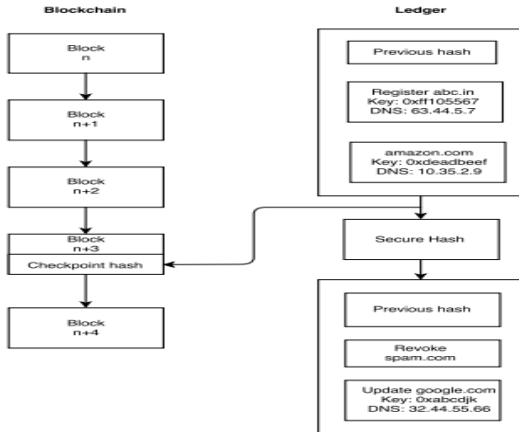 Blockchain
Block
n
Block
n+1
Block
n+2
Block
n+3
Checkpoint hash
Block
n+4
Ledger
Previous hash
Register abc.in
Key: 0xff105567
DNS: 63.44.5.7
amazon.com
Key: 0xdeadbeef
DNS: 10.35.2.9
Secure Hash
Previous hash
Revoke
spam.com
Update google.com
Key: 0xabcdjk
DNS: 32.44.55.66